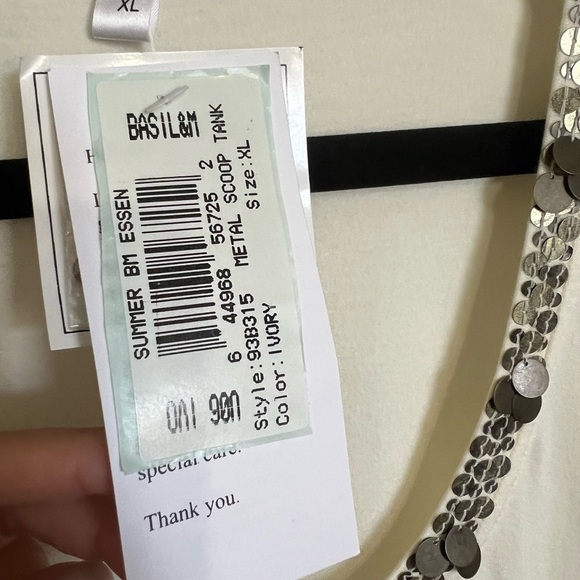 XL
BASIL&M
SUMMER BM ESSEN
6 44968 56725 2
METAL SCOOP TANK
Style:93B315 Size:XL
Color:IVORY
special care.
Thank you.